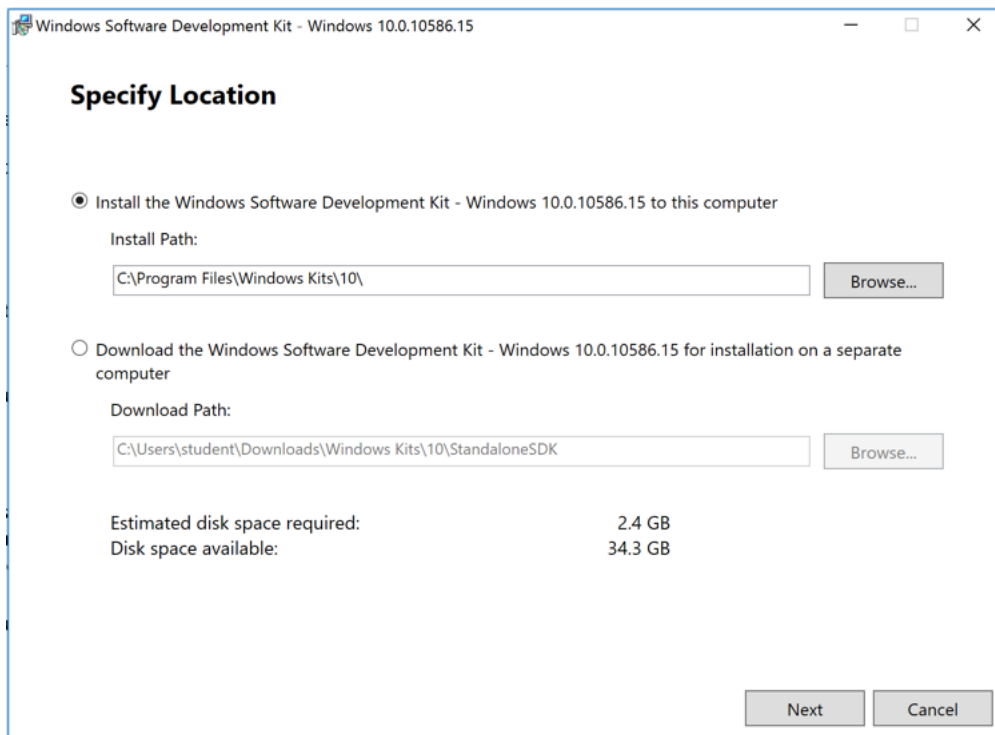 Windows Software Development Kit - Windows 10.0.10586.15
Specify Location
Install the Windows Software Development Kit - Windows 10.0.10586.15 to this computer
Install Path:
C:\Program Files\Windows Kits\10\
Browse...
Download the Windows Software Development Kit - Windows 10.0.10586.15 for installation on a separate
computer
Download Path:
C:\Users\student\Downloads\Windows Kits\10\StandaloneSDK
Browse...
Estimated disk space required: 2.4 GB
Disk space available: 34.3 GB
Next Cancel